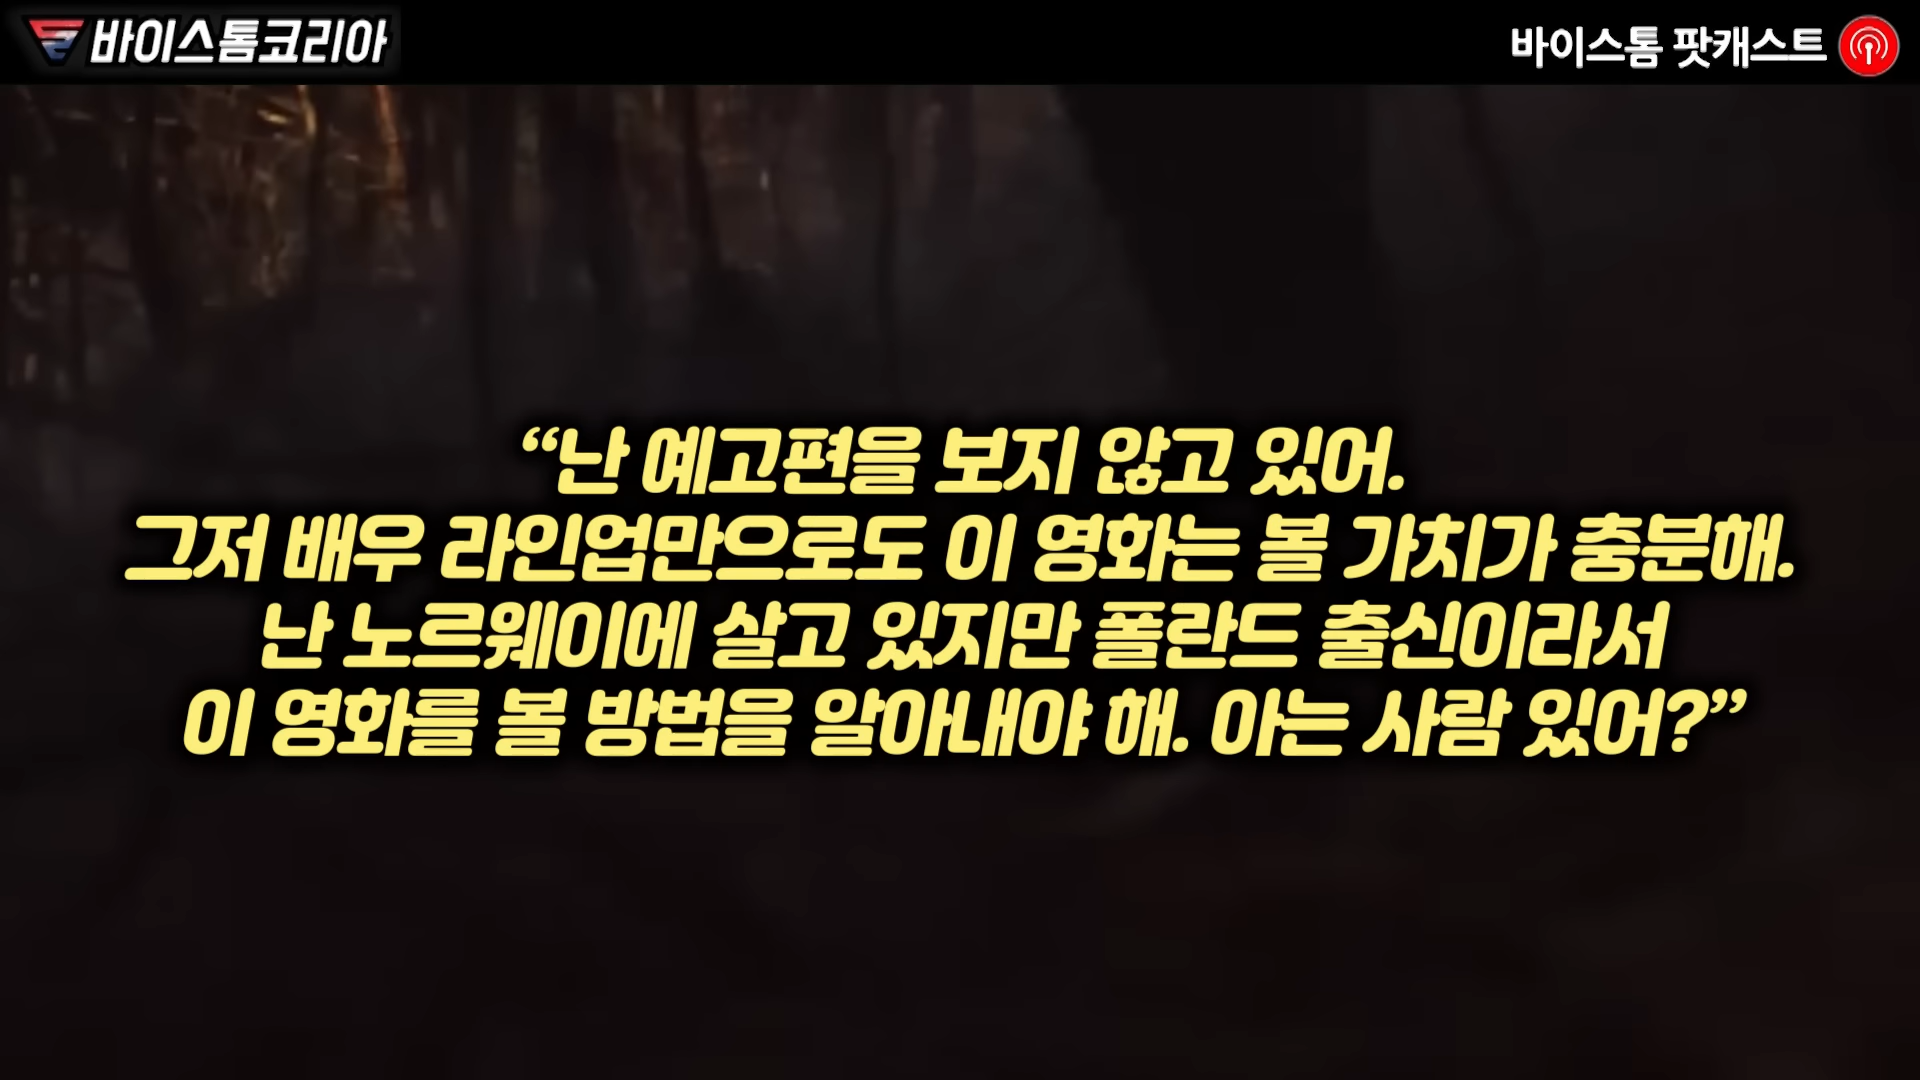 바이스톰코리아
바이스톰 팟캐스트
“난 예고편을 보지 않고 있어.
그저 배우 라인업만으로도 이 영화는 볼 가치가 충분해.
난 노르웨이에 살고 있지만 폴란드 출신이라서
이 영화를 볼 방법을 알아내야 해. 아는 사람 있어?”